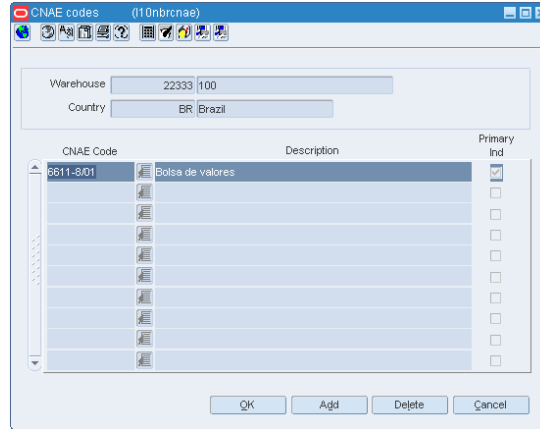 CNAE codes (l10nbrcnae)
Warehouse 22333 100
Country BR Brazil
Primary
CNAE Code Description Ind
6611-8/01 Bolsa de valores
OK Add Delete Cancel